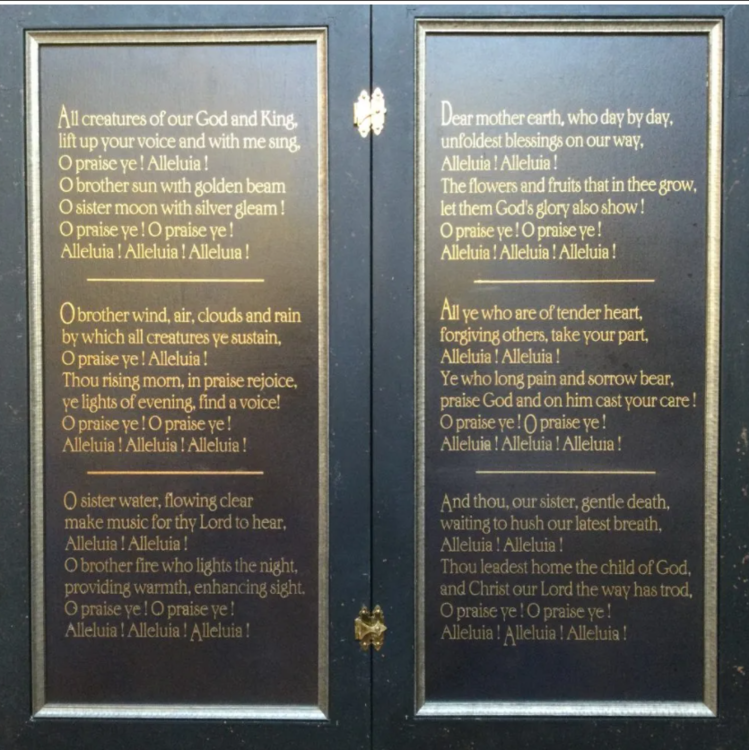 All creatures of our God and King,
lift up your voice and with me sing,
O praise ye ! Alleluia !
O brother sun with golden beam
O sister moon with silver gleam !
O praise ye ! O praise ye !
Alleluia ! Alleluia ! Alleluia !
O brother wind, air, clouds and rain
by which all creatures ye sustain,
O praise ye ! Alleluia !
Thou rising morn, in praise rejoice,
ye lights of evening, find a voice!
O praise ye ! O praise ye !
Alleluia ! Alleluia ! Alleluia !
O sister water, flowing clear
make music for thy Lord to hear,
Alleluia ! Alleluia !
O brother fire who lights the night,
providing warmth, enhancing sight.
O praise ye ! O praise ye !
Alleluia ! Alleluia ! Alleluia !
Dear mother earth, who day by day,
unfoldest blessings on our way,
Alleluia ! Alleluia !
The flowers and fruits that in thee grow,
let them God's glory also show !
O praise ye ! O praise ye !
Alleluia ! Alleluia ! Alleluia !
All ye who are of tender heart,
forgiving others, take your part,
Alleluia ! Alleluia !
Ye who long pain and sorrow bear,
praise God and on him cast your care !
O praise ye ! O praise ye !
Alleluia ! Alleluia ! Alleluia !
And thou, our sister, gentle death,
waiting to hush our latest breath,
Alleluia ! Alleluia !
Thou leadest home the child of God,
and Christ our Lord the way has trod,
O praise ye ! O praise ye !
Alleluia ! Alleluia ! Alleluia !